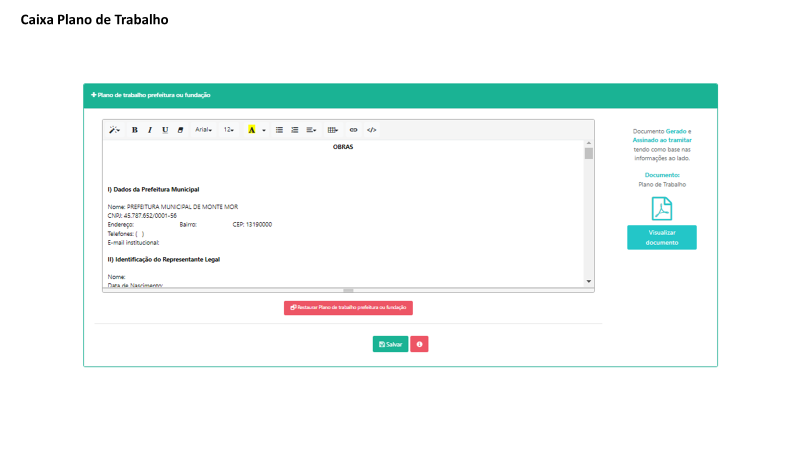 Caixa Plano de Trabalho
Plano de trabalho prefeitura ou fundação
B I U Arial 12 A </>
OBRAS
I) Dados da Prefeitura Municipal
Nome: PREFEITURA MUNICIPAL DE MONTE MOR
CNPJ: 45.787.652/0001-56
Endereço: Bairro: CEP: 13190000
Telefones: ( )
E-mail institucional:
II) Identificação do Representante Legal
Nome:
Data de Nascimento:
Restaurar Plano de trabalho prefeitura ou fundação
Salvar
Documento Gerado e
Assinado ao tramitar
tendo como base nas
informações ao lado.
Documento:
Plano de Trabalho
Visualizar
documento